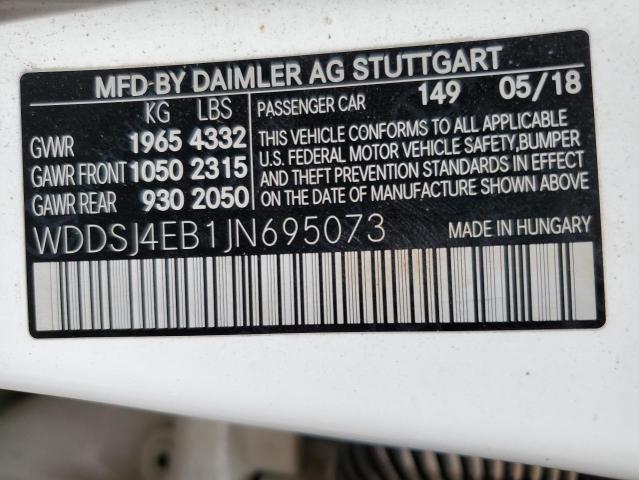 MFD-BY DAIMLER AG STUTTGART
KG LBS PASSENGER CAR 149 05/18
GVWR 1965 4332
GAWR FRONT 1050 2315
GAWR REAR 930 2050
THIS VEHICLE CONFORMS TO ALL APPLICABLE
U.S. FEDERAL MOTOR VEHICLE SAFETY,BUMPER
AND THEFT PREVENTION STANDARDS IN EFFECT
ON THE DATE OF MANUFACTURE SHOWN ABOVE
WDDSJ4EB1JN695073 MADE IN HUNGARY